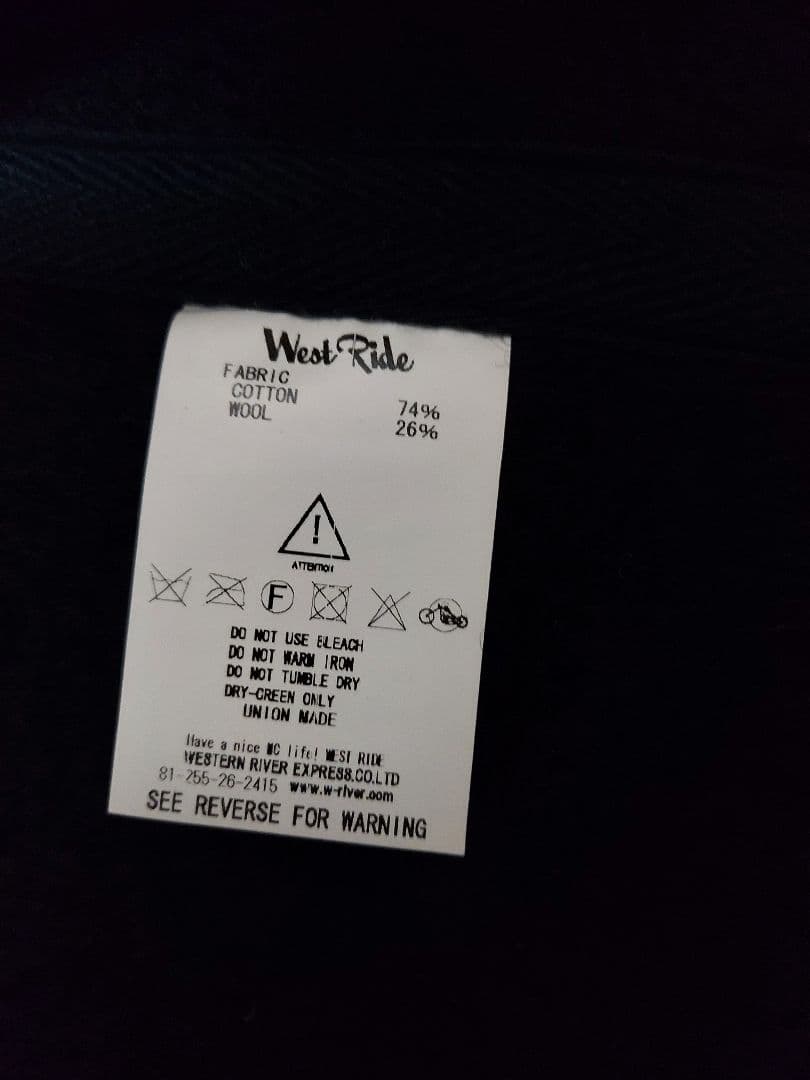 West Ride
FABRIC
COTTON 74%
WOOL 26%
!
ATTENTION
F
DO NOT USE BLEACH
DO NOT WARM IRON
DO NOT TUMBLE DRY
DRY-CREEN ONLY
UNION MADE
Have a nice MC life! WEST RIDE
WESTERN RIVER EXPRESS.CO.LTD
81-255-26-2415 www.w-river.com
SEE REVERSE FOR WARNING